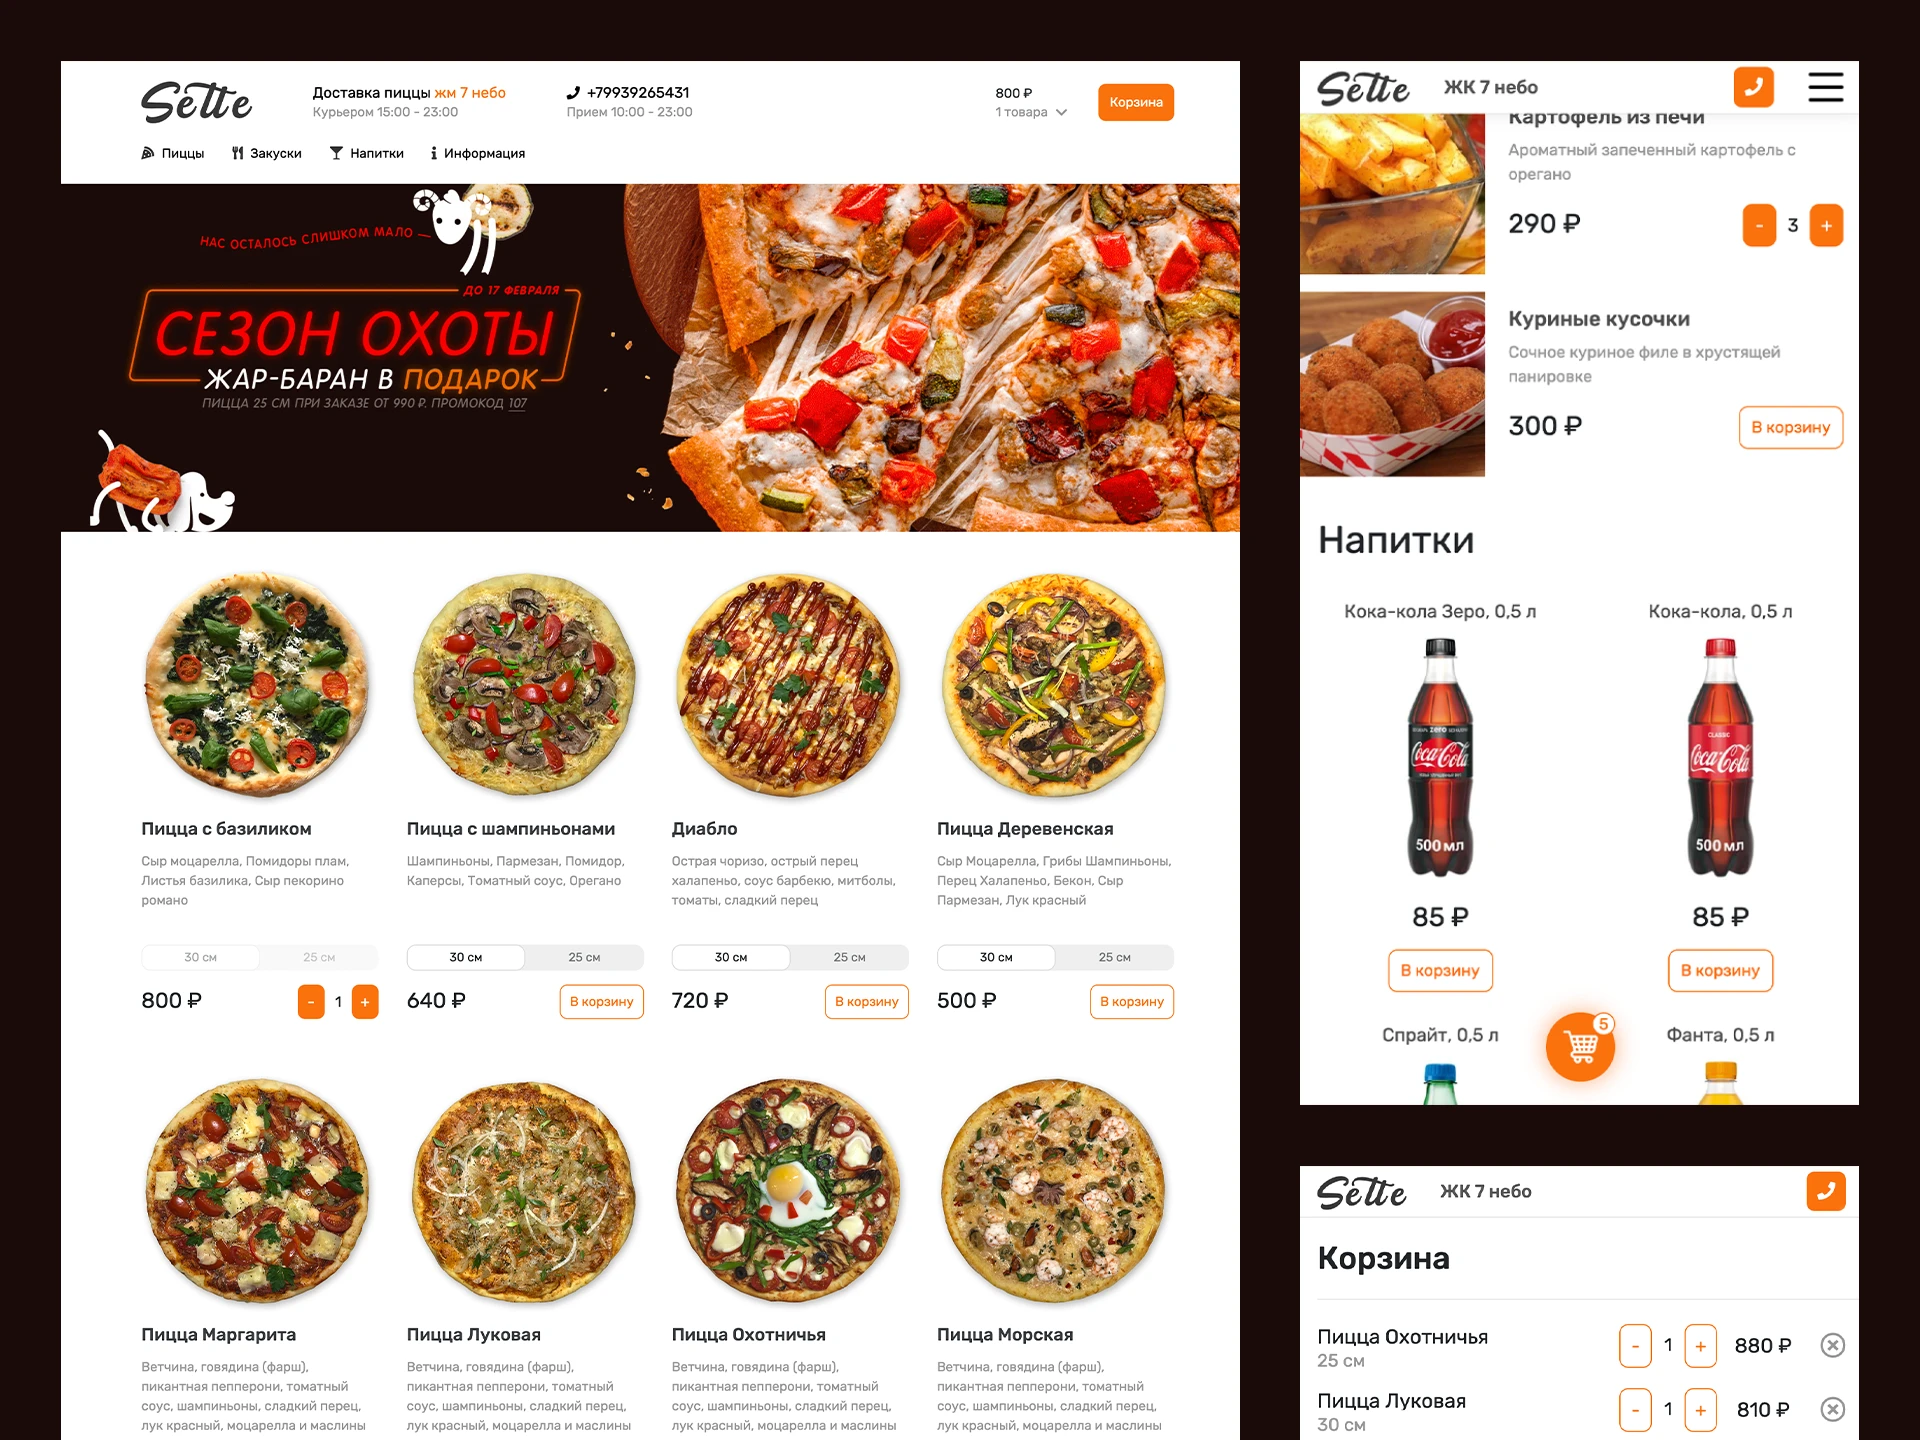 Sette
Доставка пиццы жм 7 небо
Курьером 15:00 - 23:00
+79939265431
Прием 10:00 - 23:00
800 ₽
1 товара
Корзина
Пиццы
Закуски
Напитки
Информация
НАС ОСТАЛОСЬ СЛИШКОМ МАЛО
ДО 17 ФЕВРАЛЯ
СЕЗОН ОХОТЫ
ЖАР-БАРАН В ПОДАРОК
ПИЦЦА 25 СМ ПРИ ЗАКАЗЕ ОТ 990 ₽. ПРОМОКОД 107
Пицца с базиликом
Сыр моцарелла, Помидоры плам,
Листья базилика, Сыр пекорино
романо
30 см
25 см
800 ₽
- 1 +
Пицца с шампиньонами
Шампиньоны, Пармезан, Помидор,
Каперсы, Томатный соус, Орегано
30 см
25 см
640 ₽
В корзину
Диабло
Острая чоризо, острый перец
халапеньо, соус барбекю, митболы,
томаты, сладкий перец
30 см
25 см
720 ₽
В корзину
Пицца Деревенская
Сыр Моцарелла, Грибы Шампиньоны,
Перец Халапеньо, Бекон, Сыр
Пармезан, Лук красный
30 см
25 см
500 ₽
В корзину
Пицца Маргарита
Ветчина, говядина (фарш),
пикантная пепперони, томатный
соус, шампиньоны, сладкий перец,
лук красный, моцарелла и маслины
Пицца Луковая
Ветчина, говядина (фарш),
пикантная пепперони, томатный
соус, шампиньоны, сладкий перец,
лук красный, моцарелла и маслины
Пицца Охотничья
Ветчина, говядина (фарш),
пикантная пепперони, томатный
соус, шампиньоны, сладкий перец,
лук красный, моцарелла и маслины
Пицца Морская
Ветчина, говядина (фарш),
пикантная пепперони, томатный
соус, шампиньоны, сладкий перец,
лук красный, моцарелла и маслины
Sette
ЖК 7 небо
Картофель из печи
Ароматный запеченный картофель с
орегано
290 ₽
- 3 +
Куриные кусочки
Сочное куриное филе в хрустящей
панировке
300 ₽
В корзину
Напитки
Кока-кола Зеро, 0,5 л
zero
Coca-Cola
500 мл
85 ₽
В корзину
Кока-кола, 0,5 л
CLASSIC
Coca-Cola
500 мл
85 ₽
В корзину
Спрайт, 0,5 л
5
Фанта, 0,5 л
Sette
ЖК 7 небо
Корзина
Пицца Охотничья
25 см
- 1 +
880 ₽
Пицца Луковая
30 см
- 1 +
810 ₽